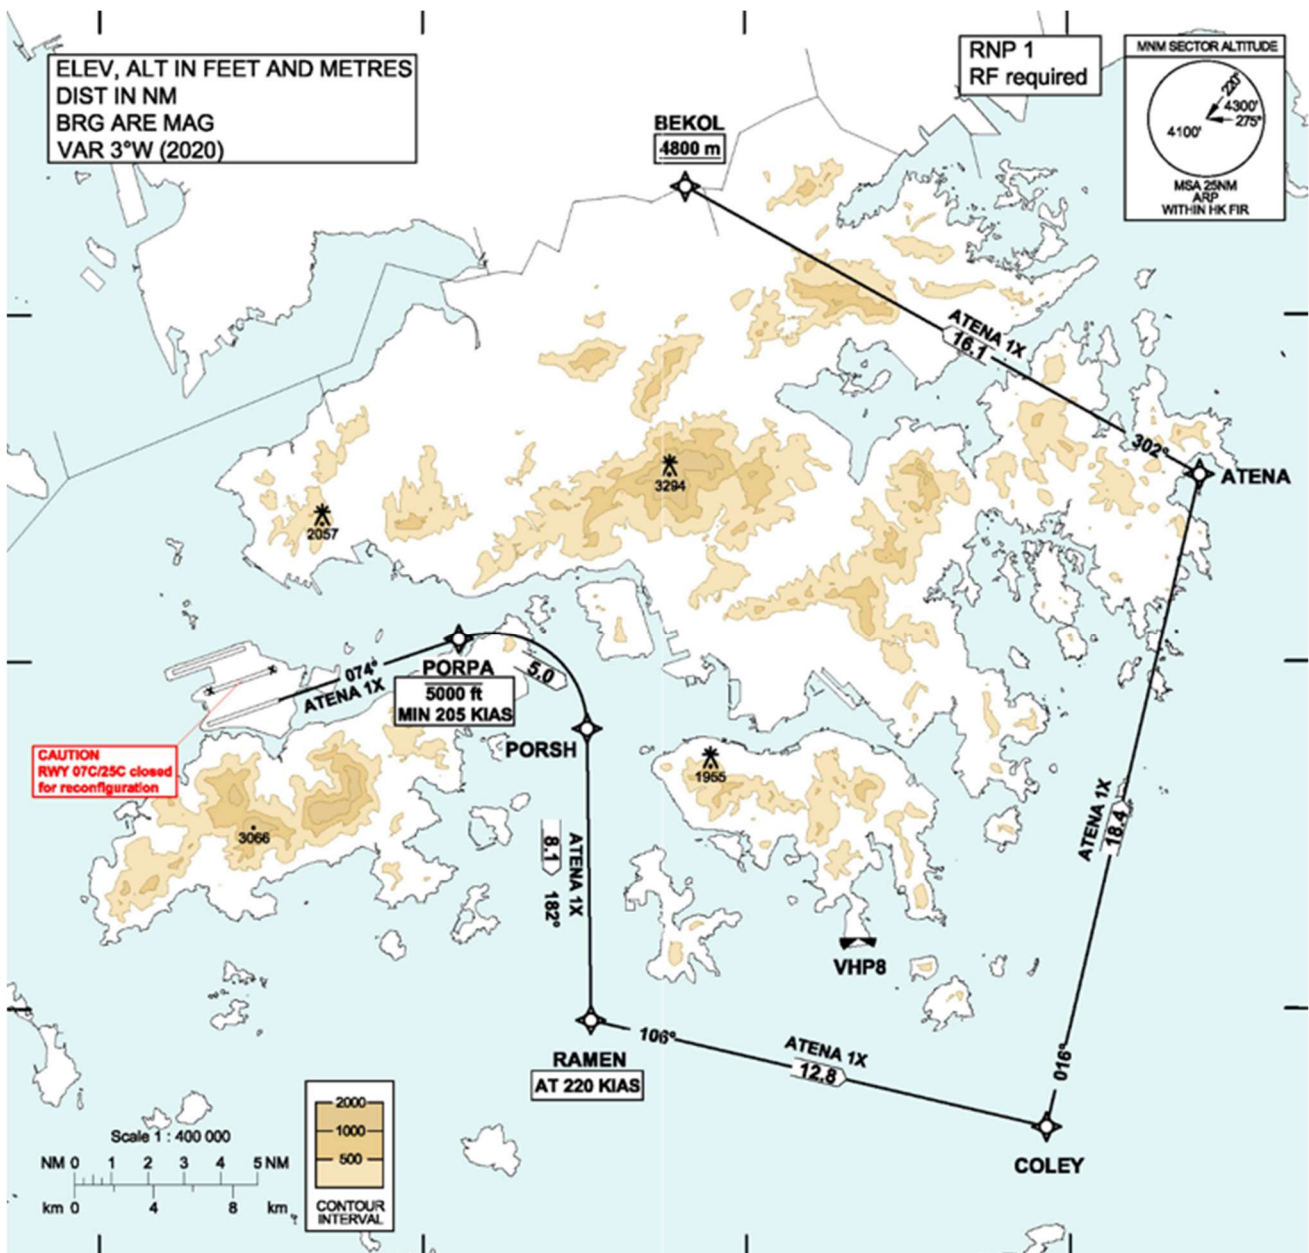 ELEV, ALT IN FEET AND METRES
DIST IN NM
BRG ARE MAG
VAR 3°W (2020)
RNP 1
RF required
MNM SECTOR ALTITUDE
220°
4300'
275°
4100'
MSA 25NM
ARP
WITHIN HK FIR
BEKOL
4800 m
ATENA 1X
16.1
302°
ATENA
3294
2057
074°
ATENA 1X
PORPA
5000 ft
MIN 205 KIAS
5.0
PORSH
CAUTION
RWY 07C/25C closed
for reconfiguration
1955
3066
ATENA 1X
8.1
182°
ATENA 1X
18.4
VHP8
RAMEN
AT 220 KIAS
106°
ATENA 1X
12.8
016°
COLEY
2000
1000
500
CONTOUR
INTERVAL
Scale 1 : 400 000
NM 0 1 2 3 4 5 NM
km 0 4 8 km